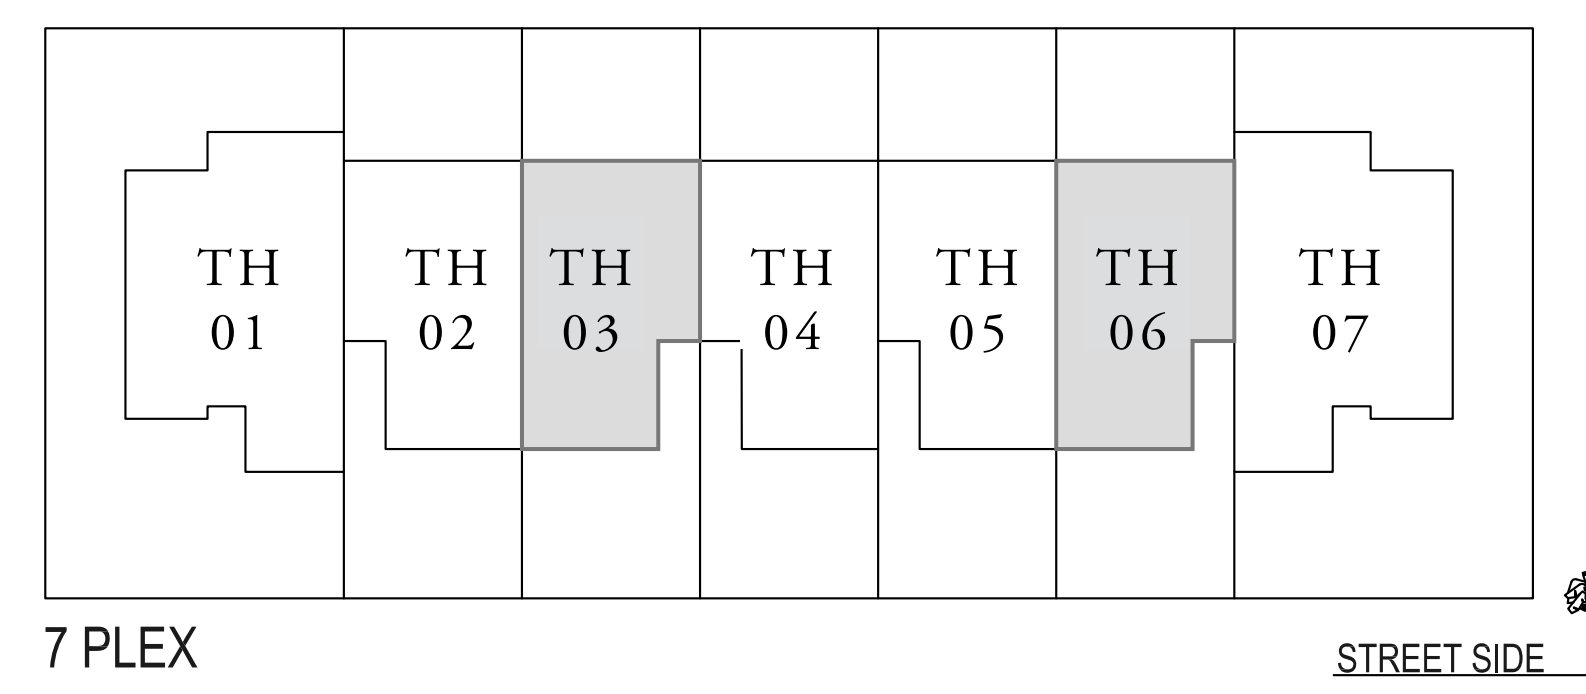 TH TH TH TH TH TH TH
01 02 03 04 05 06 07
7 PLEX
STREET SIDE